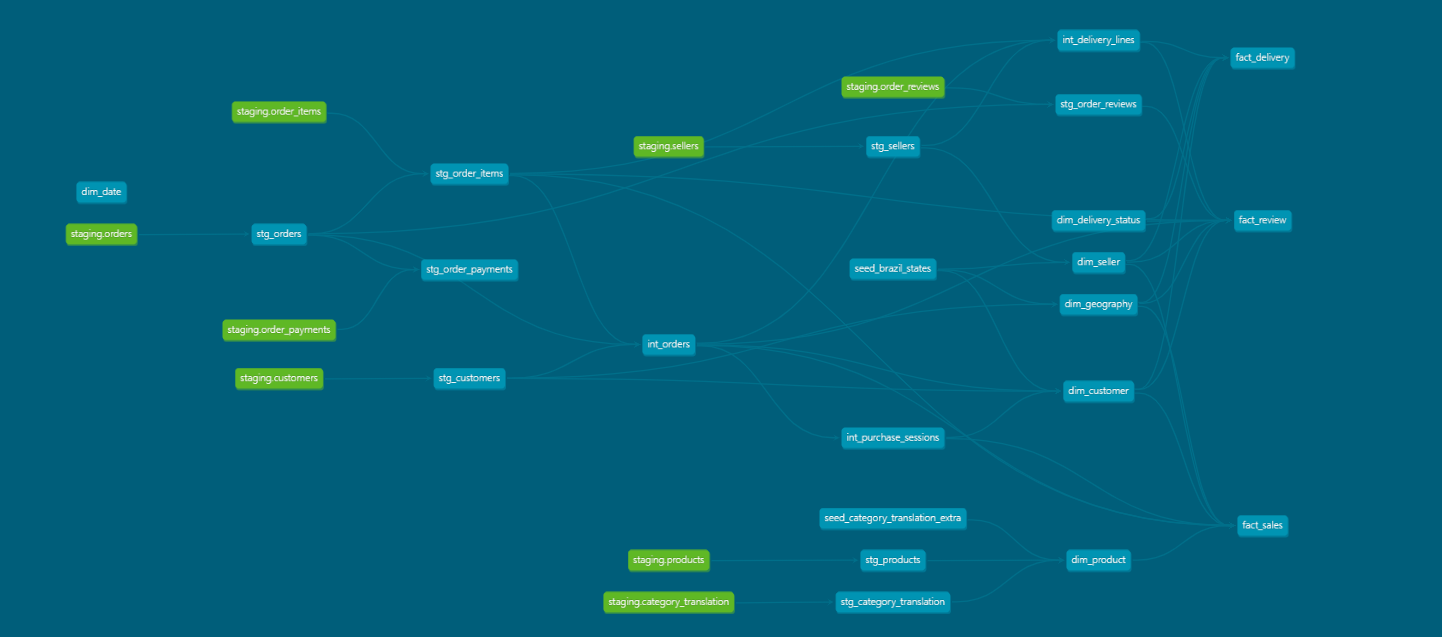 int_delivery_lines
fact_delivery
staging.order_reviews
stg_order_reviews
staging.order_items
staging.sellers
stg_sellers
stg_order_items
dim_date
dim_delivery_status
fact_review
staging.orders
stg_orders
dim_seller
stg_order_payments
seed_brazil_states
dim_geography
staging.order_payments
int_orders
staging.customers
stg_customers
dim_customer
int_purchase_sessions
seed_category_translation_extra
fact_sales
staging.products
stg_products
dim_product
staging.category_translation
stg_category_translation